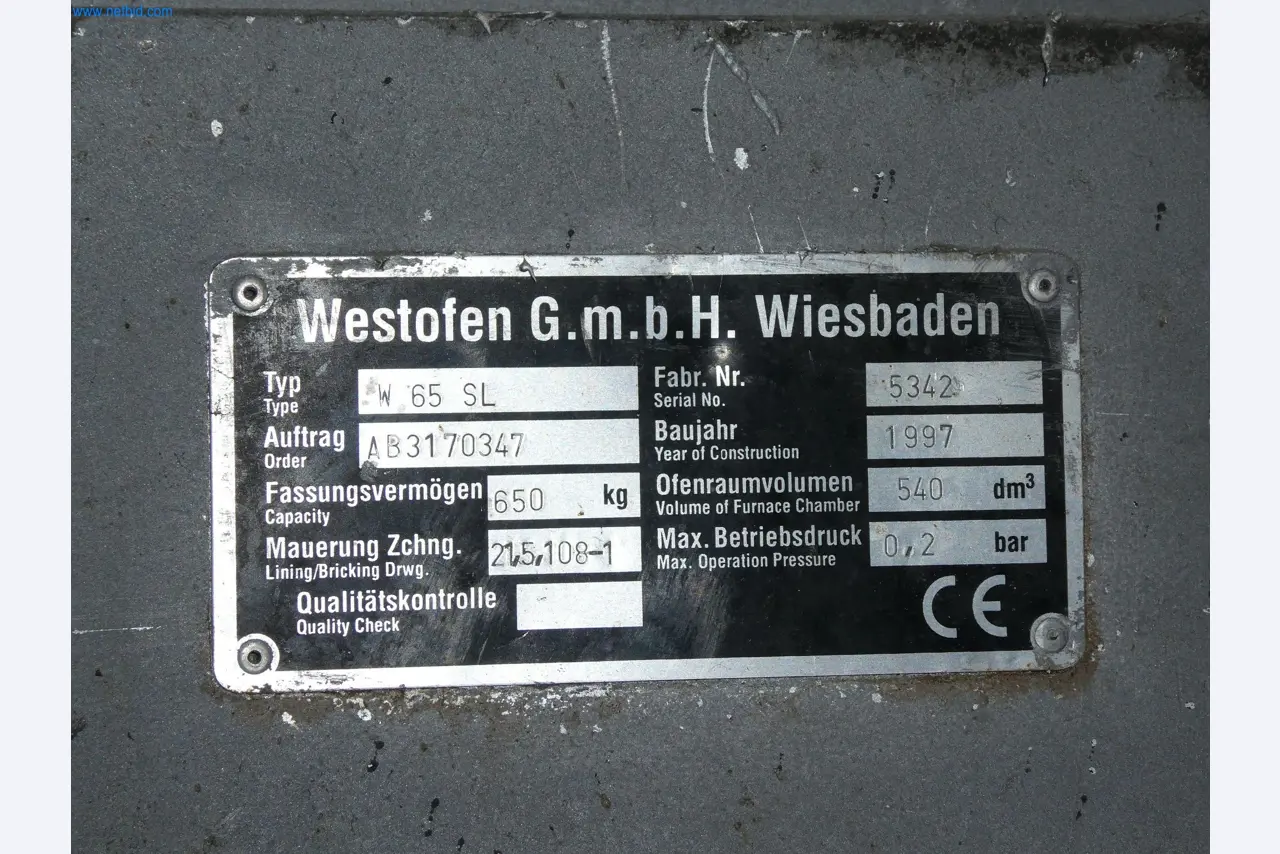 www.netbid.com
Westofen G.m.b.H. Wiesbaden
Typ
Type
W 65 SL
Auftrag
Order
AB3170347
Fassungsvermögen
Capacity
650 kg
Mauerung Zchng.
Lining/Bricking Drwg.
21,5,108-1
Qualitätskontrolle
Quality Check
Fabr. Nr.
Serial No.
5342
Baujahr
Year of Construction
1997
Ofenraumvolumen
Volume of Furnace Chamber
540 dm³
Max. Betriebsdruck
Max. Operation Pressure
0,2 bar
CE